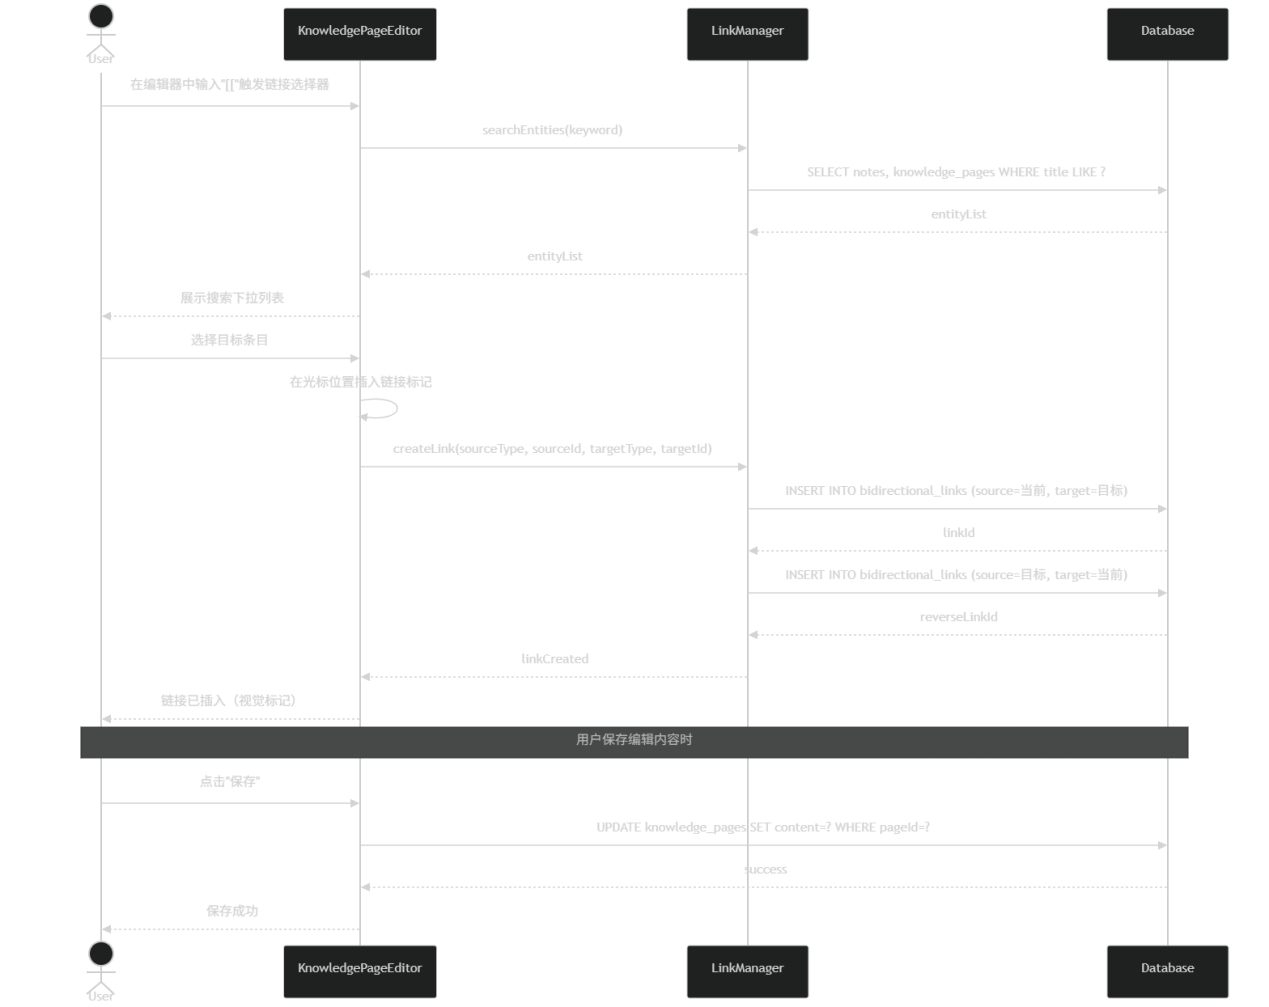 User
KnowledgePageEditor
LinkManager
Database
在编辑器中输入"[["触发链接选择器
searchEntities(keyword)
SELECT notes, knowledge_pages WHERE title LIKE ?
entityList
entityList
展示搜索下拉列表
选择目标条目
在光标位置插入链接标记
createLink(sourceType, sourceId, targetType, targetId)
INSERT INTO bidirectional_links (source=当前, target=目标)
linkId
INSERT INTO bidirectional_links (source=目标, target=当前)
reverseLinkId
linkCreated
链接已插入（视觉标记）
用户保存编辑内容时
点击"保存"
UPDATE knowledge_pages SET content=? WHERE pageId=?
success
保存成功
User
KnowledgePageEditor
LinkManager
Database